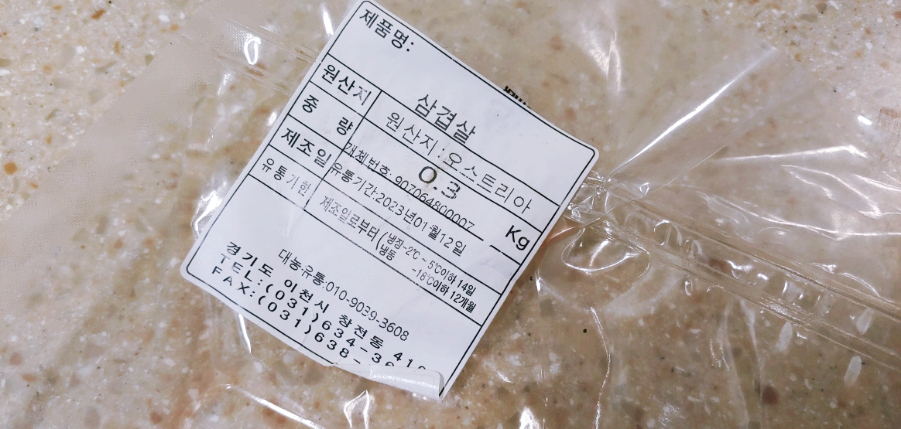 제품명:
삼겹살
원산지
원산지:오스트리아
중 량
0.3 Kg
개체번호:907064800007
제조일
유통기간:2023년01월12일
유통기한
제조일로부터 (냉장-2℃ ~ 5℃이하 14일
냉동 -18℃이하 12개월
대농유통:010-9039-3608
경기도 이천시 창전동
TEL:(031)634-
FAX:(031)638-